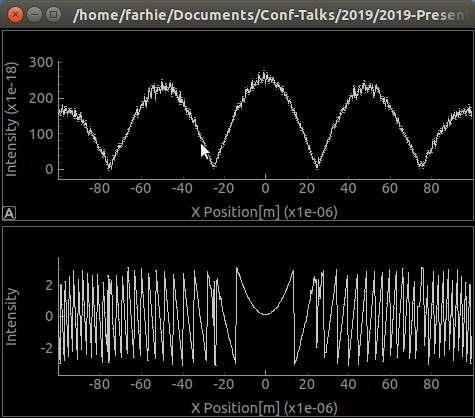 /home/farhie/Documents/Conf-Talks/2019/2019-Present
Intensity (x1e-18)
300
200
100
0
-80 -60 -40 -20 0 20 40 60 80
A
X Position[m] (x1e-06)
Intensity
2
0
-2
-80 -60 -40 -20 0 20 40 60 80
X Position[m] (x1e-06)